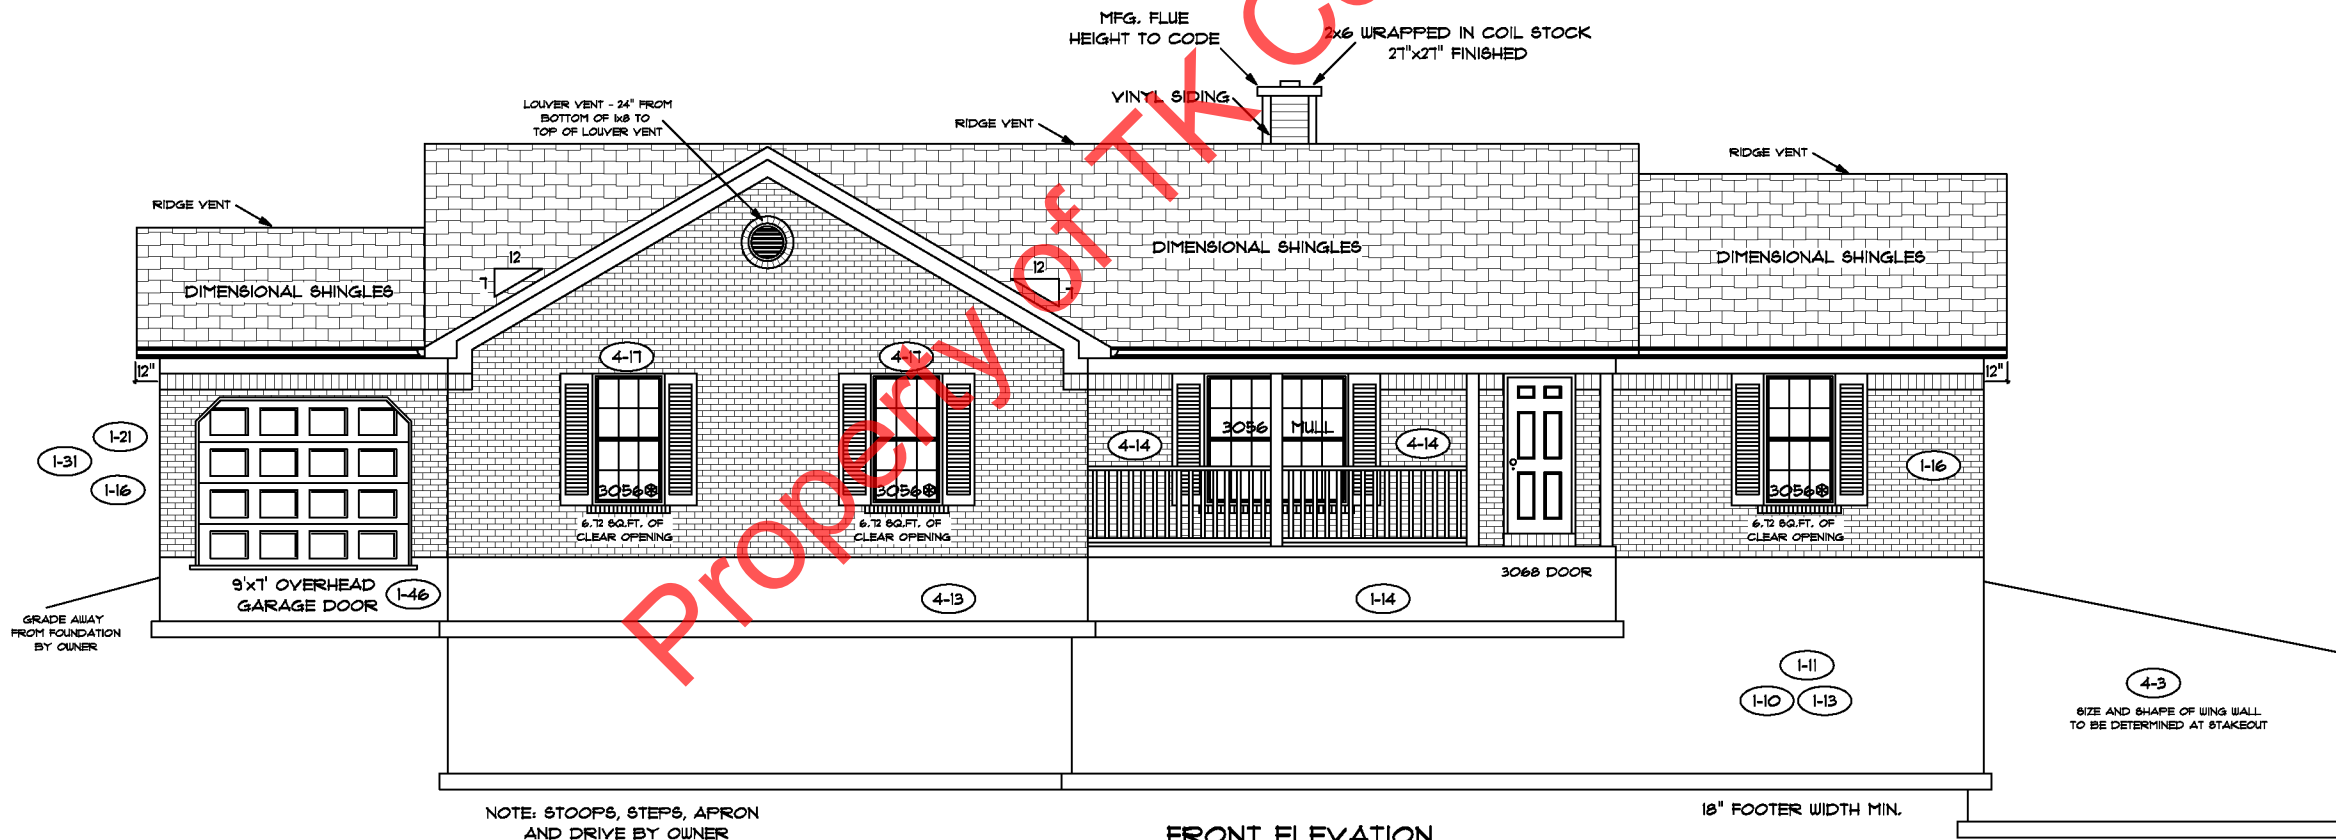 MFG. FLUE
HEIGHT TO CODE
2x6 WRAPPED IN COIL STOCK
27"x27" FINISHED
VINYL SIDING
LOUVER VENT - 24" FROM
BOTTOM OF 1x8 TO
TOP OF LOUVER VENT
RIDGE VENT
RIDGE VENT
RIDGE VENT
DIMENSIONAL SHINGLES
DIMENSIONAL SHINGLES
DIMENSIONAL SHINGLES
12
7
12
7
12"
12"
4-17
4-17
1-21
1-31
1-16
4-14
3056 MULL
4-14
1-16
3056
3056
3056
6.72 SQ.FT. OF
CLEAR OPENING
6.72 SQ.FT. OF
CLEAR OPENING
6.72 SQ.FT. OF
CLEAR OPENING
9'x7' OVERHEAD
GARAGE DOOR
1-46
4-13
1-14
3068 DOOR
GRADE AWAY
FROM FOUNDATION
BY OWNER
1-11
1-10
1-13
4-3
SIZE AND SHAPE OF WING WALL
TO BE DETERMINED AT STAKEOUT
NOTE: STOOPS, STEPS, APRON
AND DRIVE BY OWNER
FRONT ELEVATION
18" FOOTER WIDTH MIN.
Property of TK